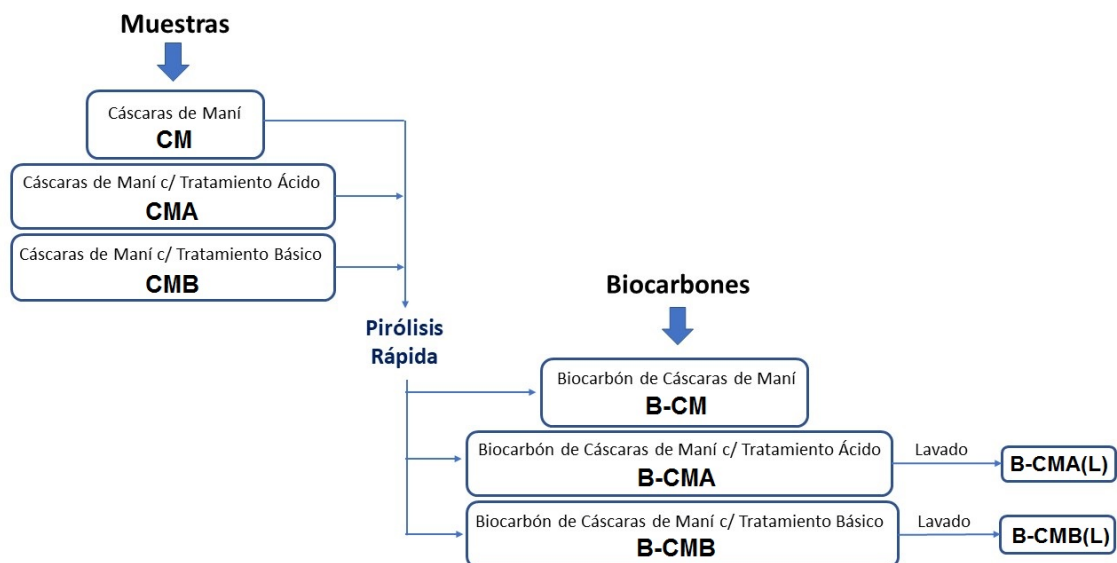 Muestras
Cáscaras de Maní
CM
Cáscaras de Maní c/ Tratamiento Ácido
CMA
Cáscaras de Maní c/ Tratamiento Básico
CMB
Pirólisis
Rápida
Biocarbones
Biocarbón de Cáscaras de Maní
B-CM
Biocarbón de Cáscaras de Maní c/ Tratamiento Ácido
B-CMA
Lavado
B-CMA(L)
Biocarbón de Cáscaras de Maní c/ Tratamiento Básico
B-CMB
Lavado
B-CMB(L)